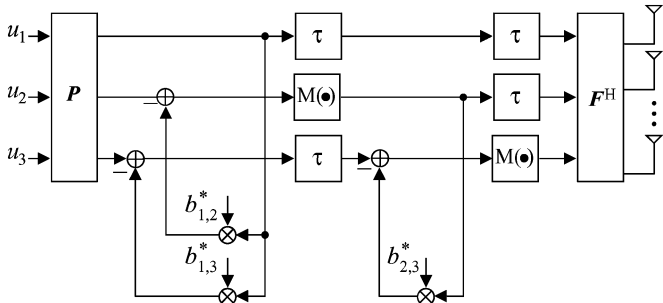 u1 P τ τ F^H
u2 M(•) τ
u3 τ M(•)
b*1,2
b*1,3 b*2,3